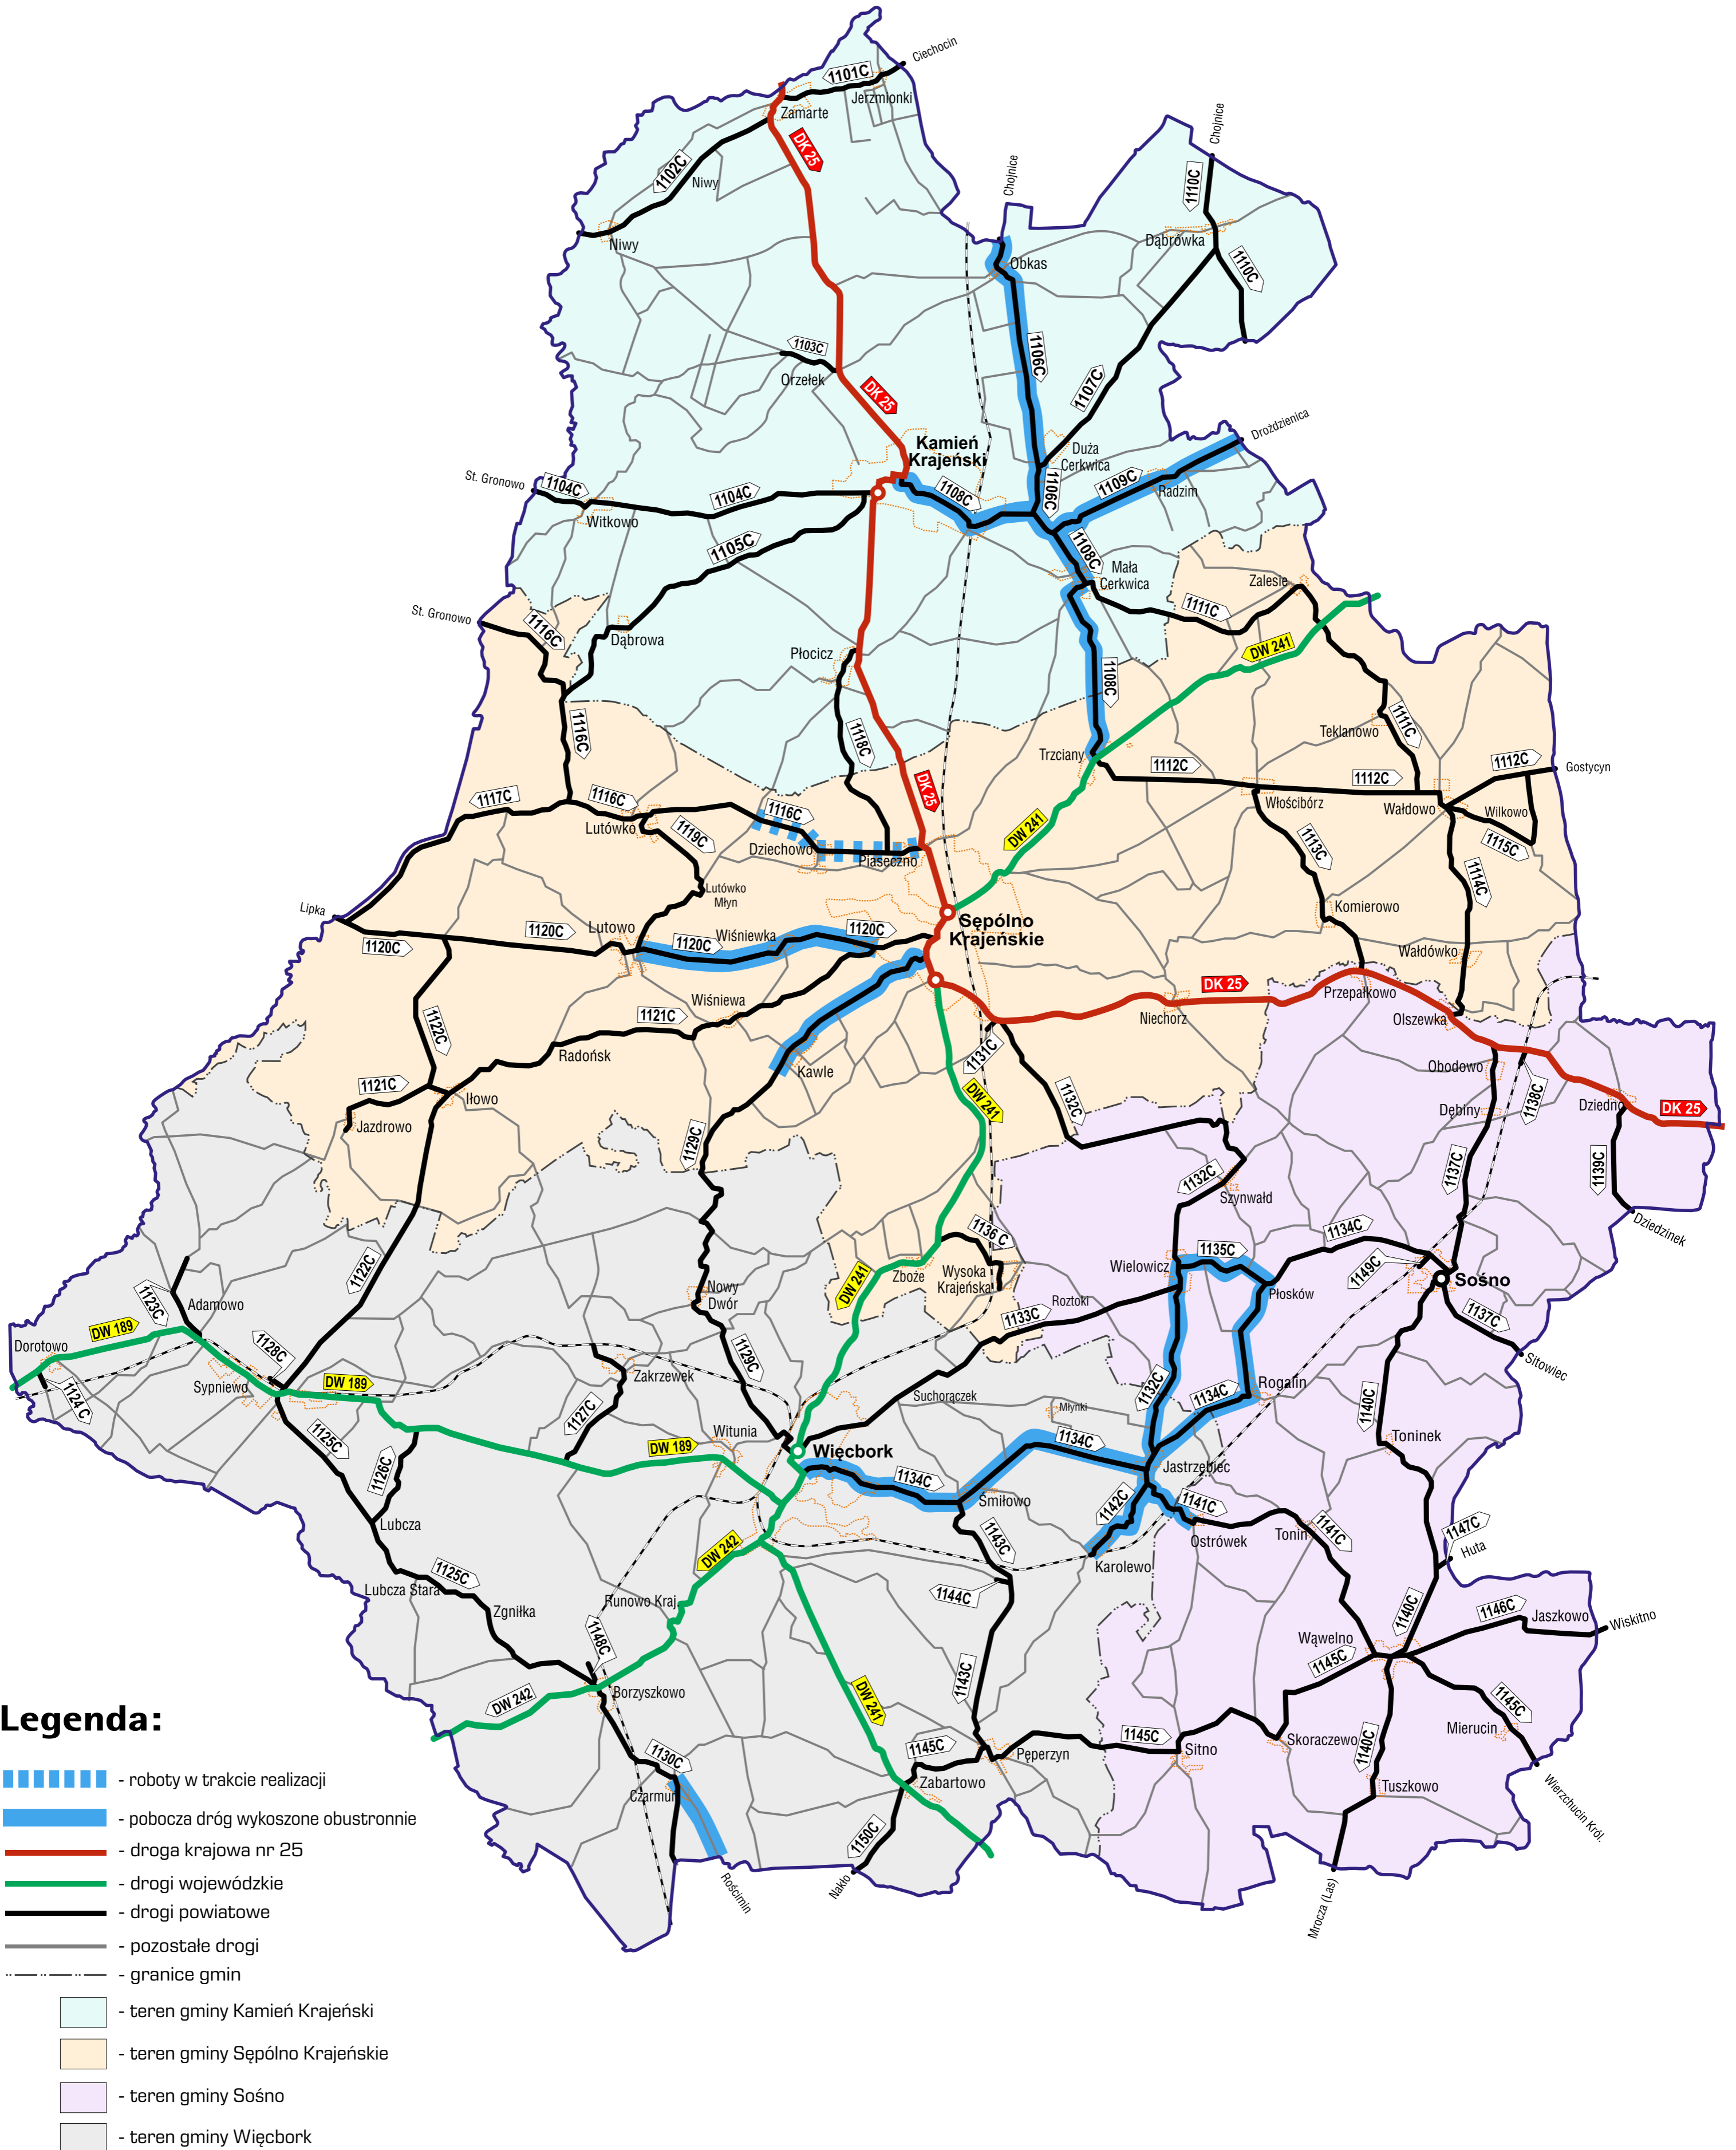 Ciechocin
1101C
Jerzmionki
Zamarte
DK 25
1102C
Niwy
Niwy
Chojnice
Chojnice
1110C
Dąbrówka
1110C
Obkas
1106C
1103C
Orzełek
1107C
DK 25
Kamień
Krajeński
Duża
Cerkwica
Drożdzienica
1106C
1109C
Radzim
1108C
St. Gronowo
1104C
1104C
Witkowo
1105C
1108C
Mała
Cerkwica
Zalesie
1111C
St. Gronowo
1116C
Dąbrowa
Płocicz
DW 241
1108C
1116C
1118C
Trzciany
Teklanowo
1111C
1112C
1112C
1112C
Gostycyn
DK 25
1117C
1116C
1116C
Lutówko
1119C
Dziechowo
Piaseczno
DW 241
Włościbórz
Wałdowo
Wilkowo
1115C
1113C
1114C
Lutówko
Młyn
Lipka
Komierowo
Sępólno
Krajeńskie
1120C
1120C
Lutowo
1120C
Wiśniewka
1120C
Wałdówko
DK 25
Przepałkowo
Niechorz
Olszewka
Wiśniewa
1121C
1122C
Radońsk
Kawle
1131C
1132C
DW 241
Obodowo
1138C
Dziedno
DK 25
Dębiny
1121C
Iłowo
Jazdrowo
1129C
1137C
1139C
1132C
Szynwałd
Dziedzinek
1136 C
1134C
1122C
1135C
Wielowicz
1149C
Sośno
Zboże
Wysoka
Krajeńska
DW 241
Nowy
Dwór
Płosków
1137C
Roztoki
1133C
1123C
Adamowo
DW 189
Dorotowo
1128C
1129C
Sitowiec
Sypniewo
DW 189
1124 C
Zakrzewek
Suchorączek
1132C
1134C
Rogalin
1140C
Młynki
1127C
1125C
1126C
Witunia
DW 189
Więcbork
1134C
Toninek
Jastrzębiec
1134C
Śmiłowo
1142C
1141C
Ostrówek
Tonin
1141C
1147C
Huta
Lubcza
1143C
Karolewo
DW 242
1125C
Lubcza Stara
Zgniłka
Runowo Kraj.
1144C
1140C
1146C
Jaszkowo
Wiskitno
1148C
Wąwelno
1145C
1143C
Borzyszkowo
DW 242
DW 241
1145C
Mierucin
1145C
1145C
Pęperzyn
Sitno
Skoraczewo
1140C
1130C
Czarmuń
Zabartowo
Tuszkowo
Wierzchucin Król.
1150C
Nakło
Rościmin
Mrocza (Las)
Legenda:
- roboty w trakcie realizacji
- pobocza dróg wykoszone obustronnie
- droga krajowa nr 25
- drogi wojewódzkie
- drogi powiatowe
- pozostałe drogi
- granice gmin
- teren gminy Kamień Krajeński
- teren gminy Sępólno Krajeńskie
- teren gminy Sośno
- teren gminy Więcbork